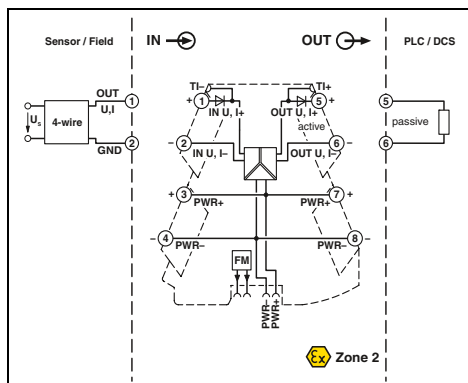 Sensor / Field
IN
OUT
PLC / DCS
TI–
TI+
OUT
U,I
1
+
1
5
+
5
IN U, I+
OUT U, I+
Us
4-wire
active
passive
2
GND
–
2
6
–
6
IN U, I–
OUT U, I–
+
3
7
+
PWR+
PWR+
–
4
8
–
PWR–
PWR–
FM
PWR–
PWR+
Ex
Zone 2